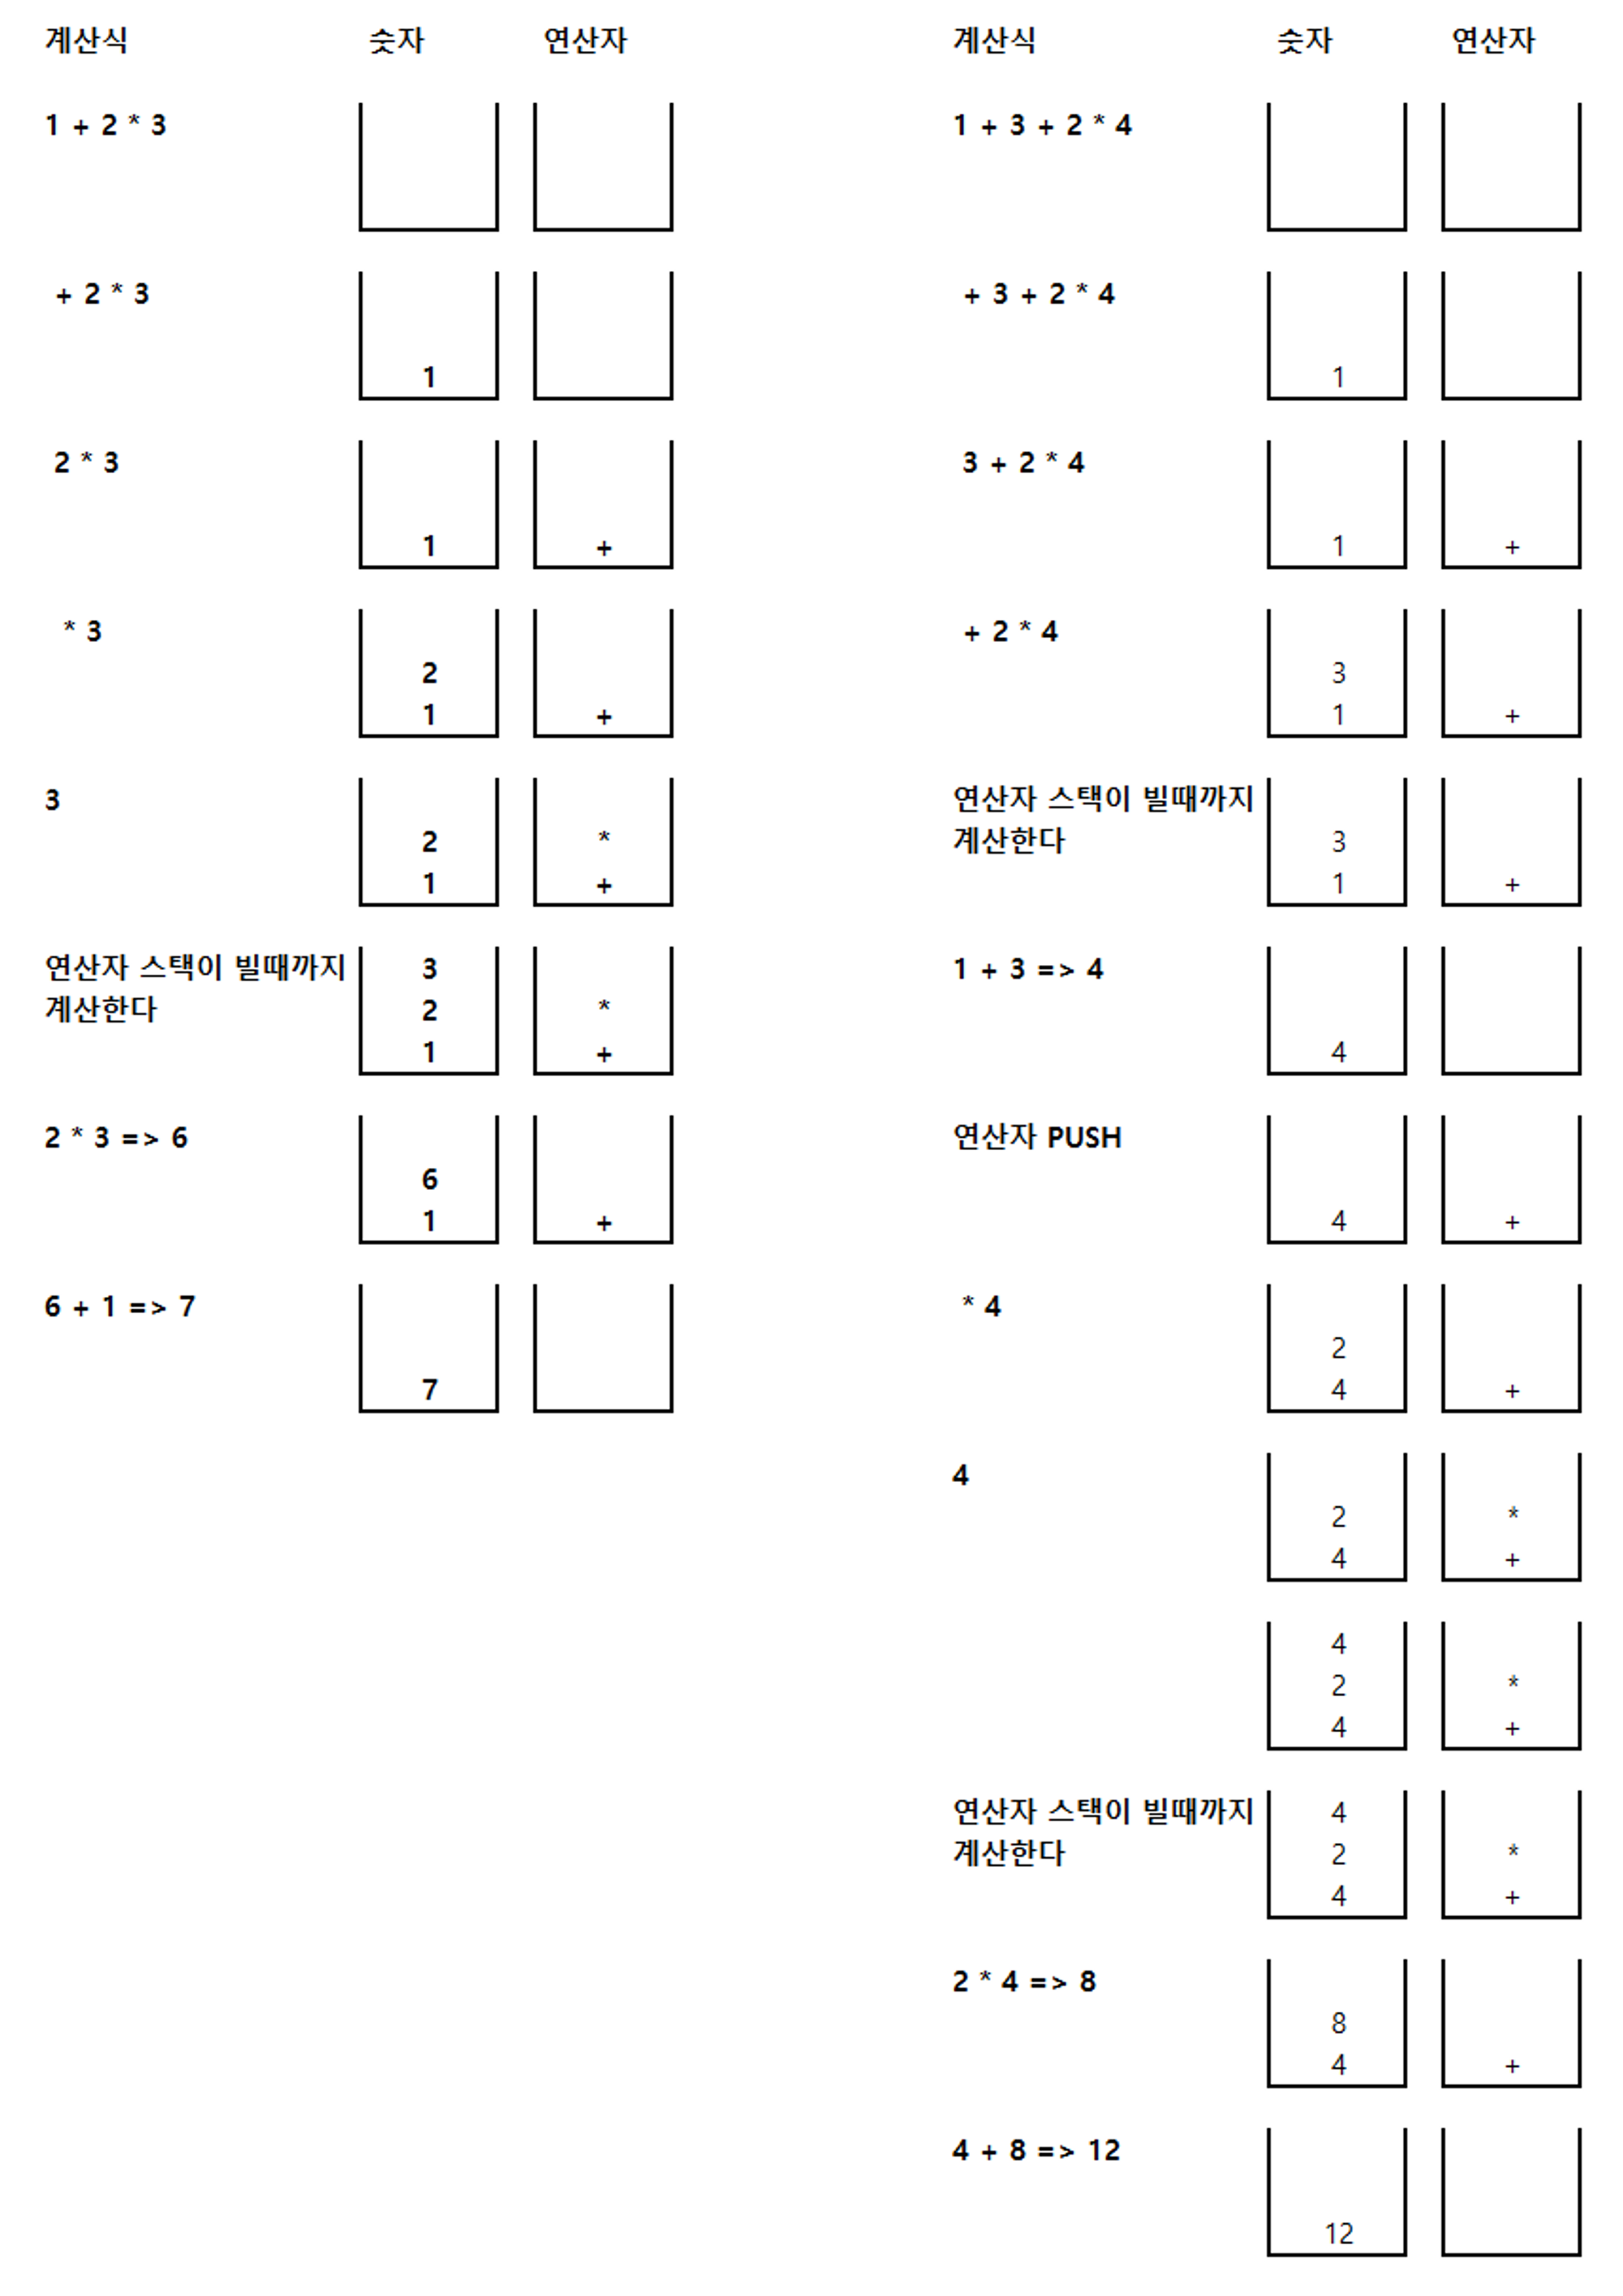 계산식 숫자 연산자
1 + 2 * 3
+ 2 * 3
1
2 * 3
1 +
* 3
2
1 +
3
2 *
1 +
연산자 스택이 빌때까지 3
계산한다 2 *
1 +
2 * 3 => 6
6
1 +
6 + 1 => 7
7
계산식 숫자 연산자
1 + 3 + 2 * 4
+ 3 + 2 * 4
1
3 + 2 * 4
1 +
+ 2 * 4
3
1 +
연산자 스택이 빌때까지
계산한다 3
1 +
1 + 3 => 4
4
연산자 PUSH
4 +
* 4
2
4 +
4
2 *
4 +
4
2 *
4 +
연산자 스택이 빌때까지 4
계산한다 2 *
4 +
2 * 4 => 8
8
4 +
4 + 8 => 12
12